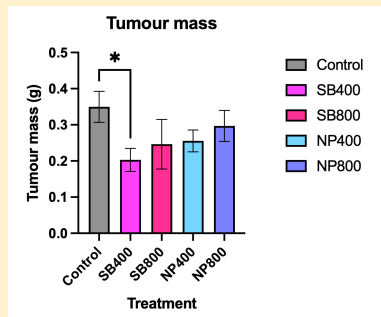 Tumour mass
*
0.5
0.4
0.3
0.2
0.1
0.0
Tumour mass (g)
Control
SB400
SB800
NP400
NP800
Treatment
Control
SB400
SB800
NP400
NP800